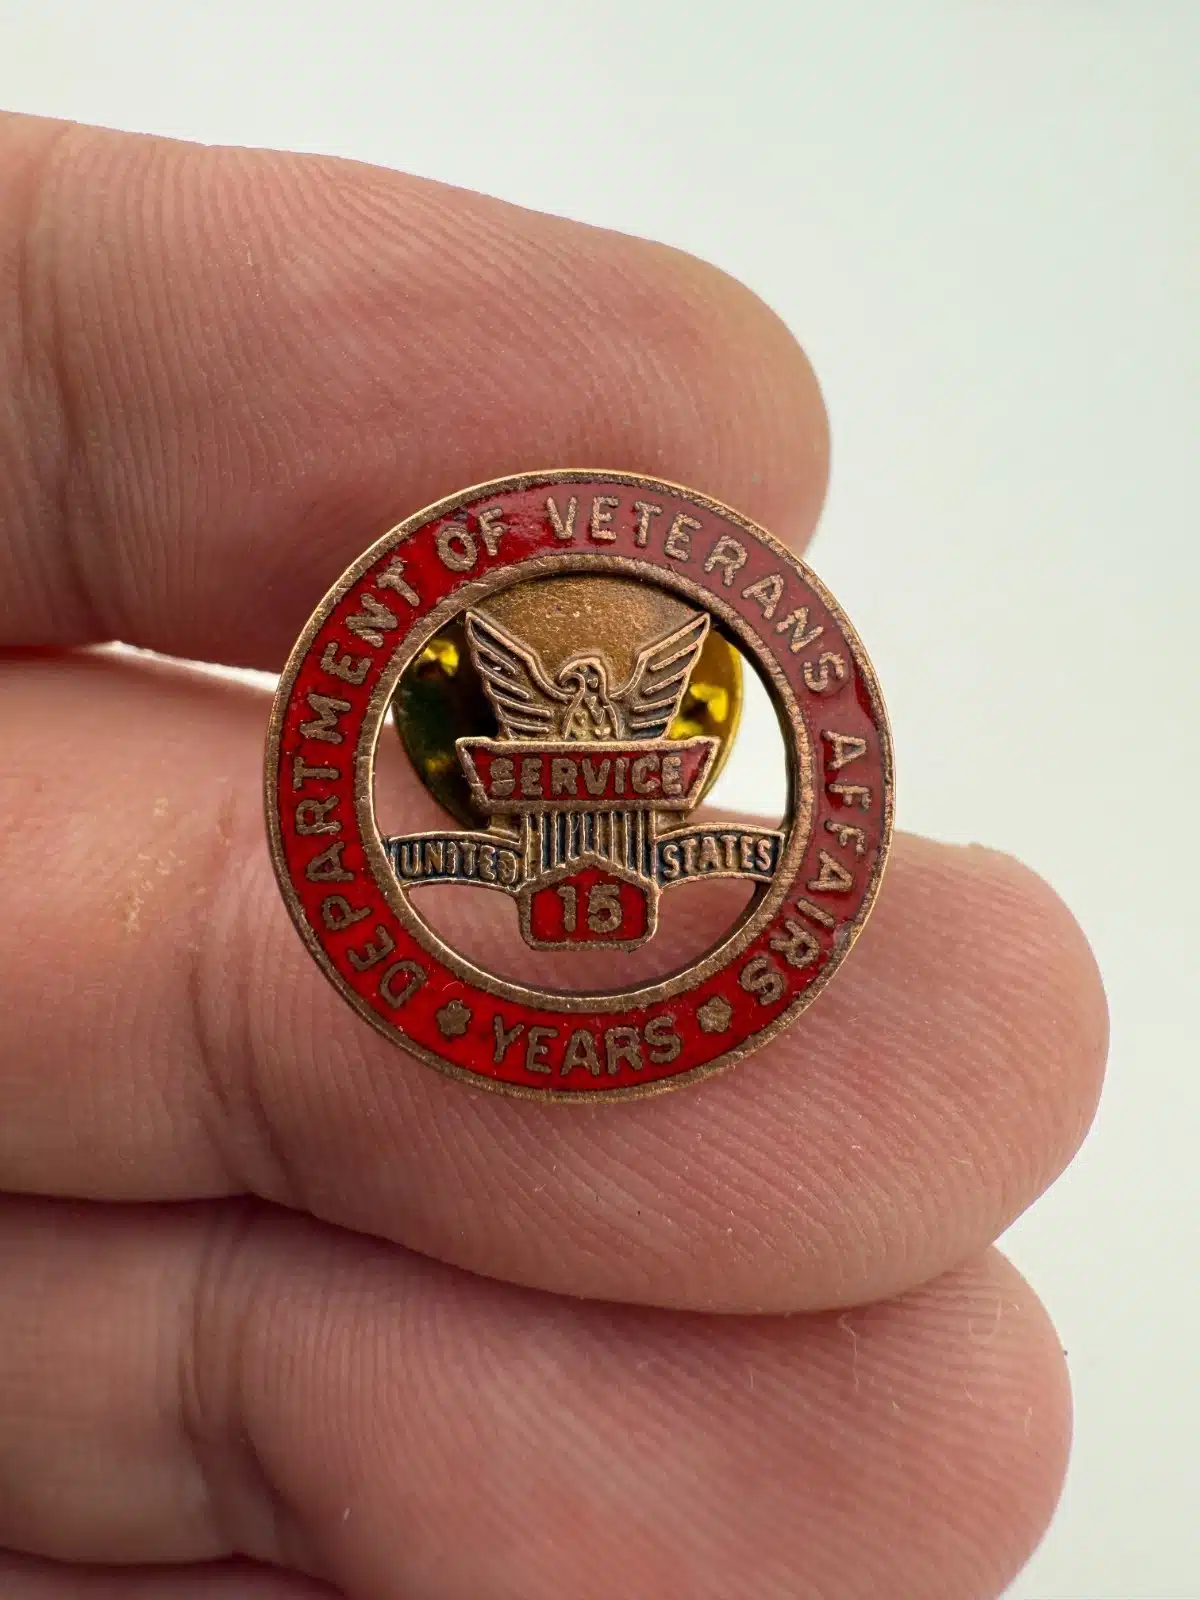 DEPARTMENT OF VETERANS AFFAIRS
SERVICE
UNITED STATES
15
YEARS